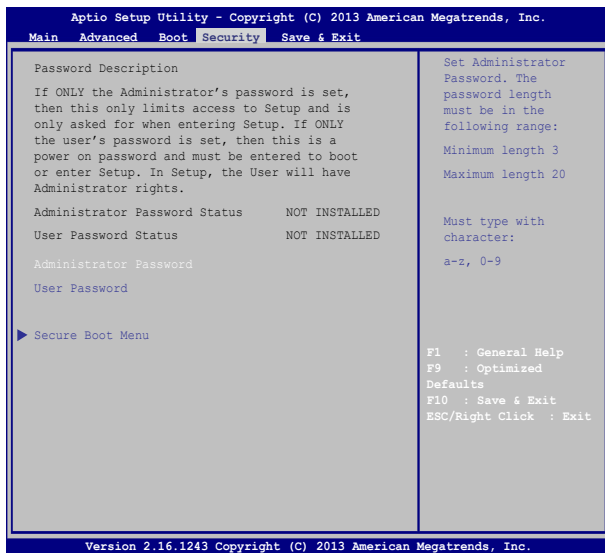 Aptio Setup Utility - Copyright (C) 2013 American Megatrends, Inc.
Main Advanced Boot Security Save & Exit
Password Description
If ONLY the Administrator's password is set,
then this only limits access to Setup and is
only asked for when entering Setup. If ONLY
the user's password is set, then this is a
power on password and must be entered to boot
or enter Setup. In Setup, the User will have
Administrator rights.
Administrator Password Status NOT INSTALLED
User Password Status NOT INSTALLED
Administrator Password
User Password
Secure Boot Menu
Set Administrator
Password. The
password length
must be in the
following range:
Minimum length 3
Maximum length 20
Must type with
character:
a-z, 0-9
F1 : General Help
F9 : Optimized
Defaults
F10 : Save & Exit
ESC/Right Click : Exit
Version 2.16.1243 Copyright (C) 2013 American Megatrends, Inc.